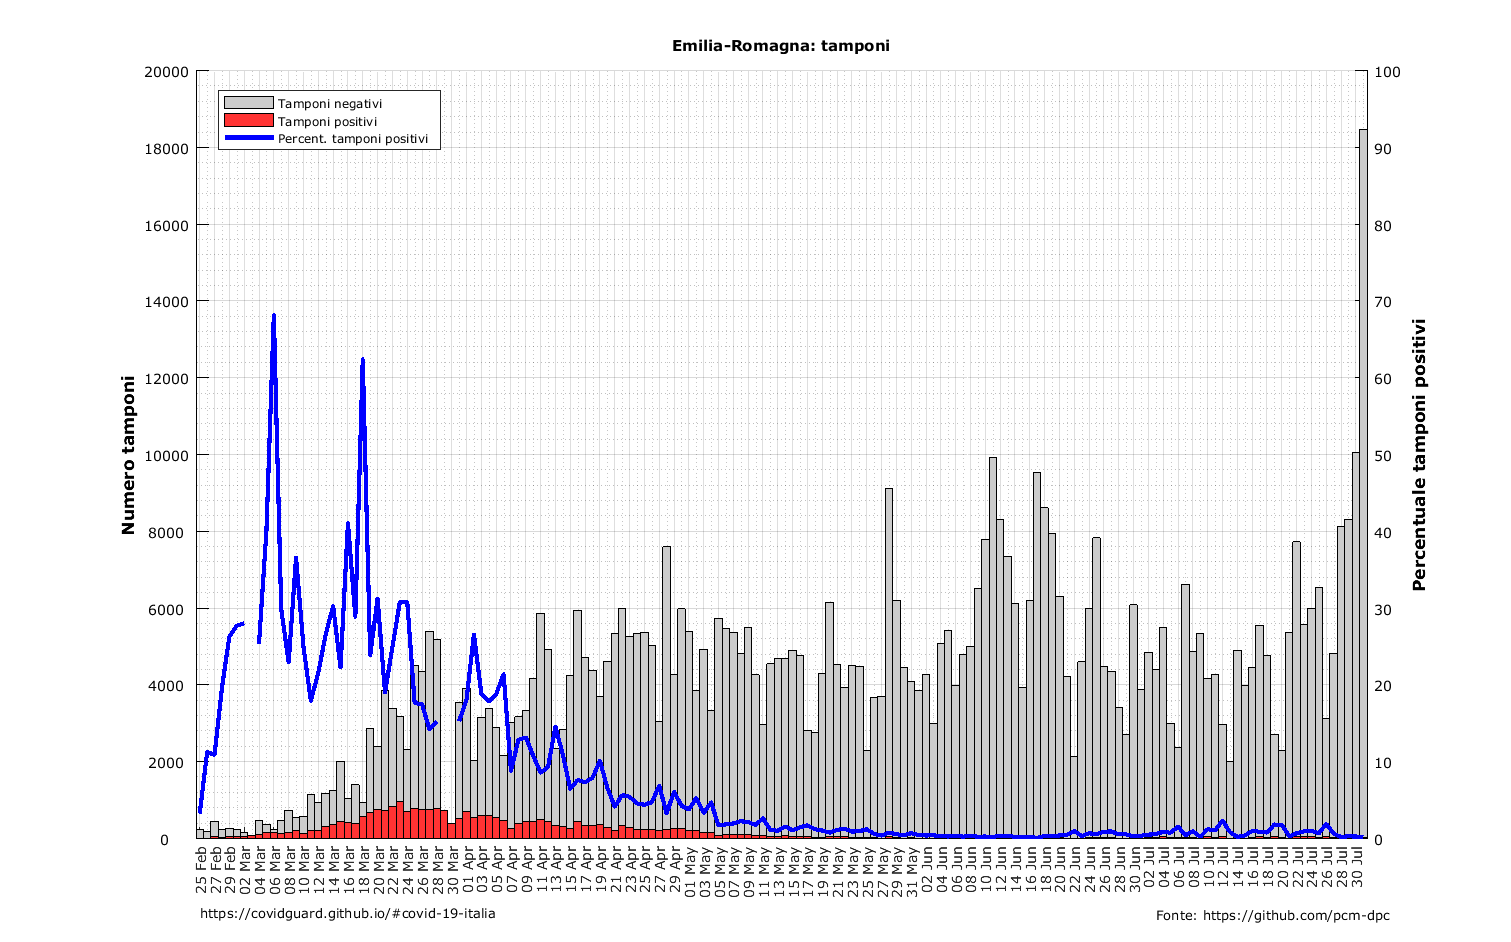 Emilia-Romagna: tamponi
Tamponi negativi
Tamponi positivi
Percent. tamponi positivi
Numero tamponi
20000
18000
16000
14000
12000
10000
8000
6000
4000
2000
0
Percentuale tamponi positivi
100
90
80
70
60
50
40
30
20
10
0
25 Feb
27 Feb
29 Feb
02 Mar
04 Mar
06 Mar
08 Mar
10 Mar
12 Mar
14 Mar
16 Mar
18 Mar
20 Mar
22 Mar
24 Mar
26 Mar
28 Mar
30 Mar
01 Apr
03 Apr
05 Apr
07 Apr
09 Apr
11 Apr
13 Apr
15 Apr
17 Apr
19 Apr
21 Apr
23 Apr
25 Apr
27 Apr
29 Apr
01 May
03 May
05 May
07 May
09 May
11 May
13 May
15 May
17 May
19 May
21 May
23 May
25 May
27 May
29 May
31 May
02 Jun
04 Jun
06 Jun
08 Jun
10 Jun
12 Jun
14 Jun
16 Jun
18 Jun
20 Jun
22 Jun
24 Jun
26 Jun
28 Jun
30 Jun
02 Jul
04 Jul
06 Jul
08 Jul
10 Jul
12 Jul
14 Jul
16 Jul
18 Jul
20 Jul
22 Jul
24 Jul
26 Jul
28 Jul
30 Jul
https://covidguard.github.io/#covid-19-italia
Fonte: https://github.com/pcm-dpc